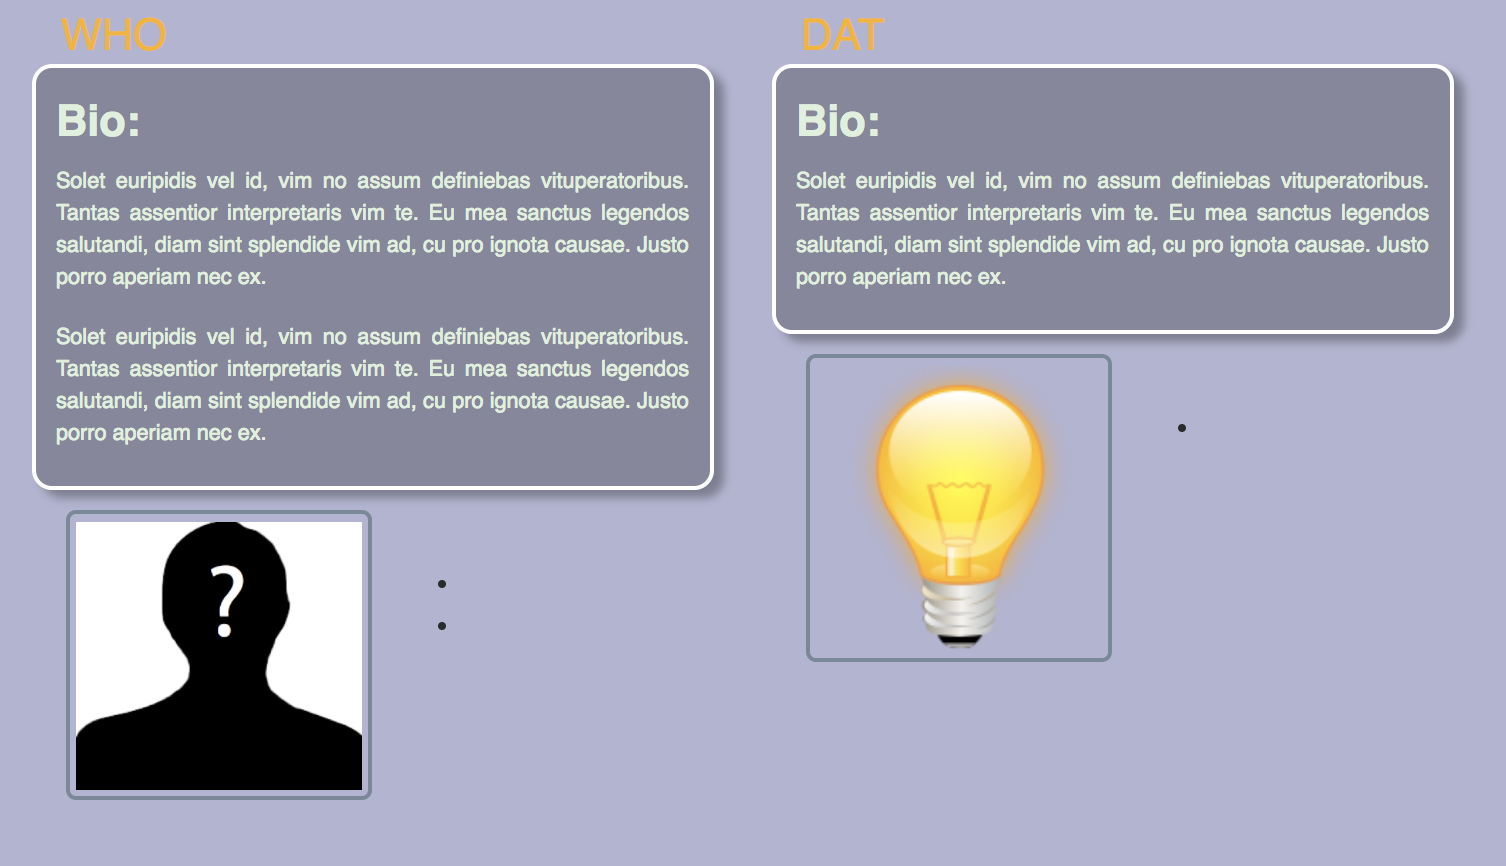 WHO
Bio:
Solet euripidis vel id, vim no assum definiebas vituperatoribus.
Tantas assentior interpretaris vim te. Eu mea sanctus legendos
salutandi, diam sint splendide vim ad, cu pro ignota causae. Justo
porro aperiam nec ex.
Solet euripidis vel id, vim no assum definiebas vituperatoribus.
Tantas assentior interpretaris vim te. Eu mea sanctus legendos
salutandi, diam sint splendide vim ad, cu pro ignota causae. Justo
porro aperiam nec ex.
?
DAT
Bio:
Solet euripidis vel id, vim no assum definiebas vituperatoribus.
Tantas assentior interpretaris vim te. Eu mea sanctus legendos
salutandi, diam sint splendide vim ad, cu pro ignota causae. Justo
porro aperiam nec ex.